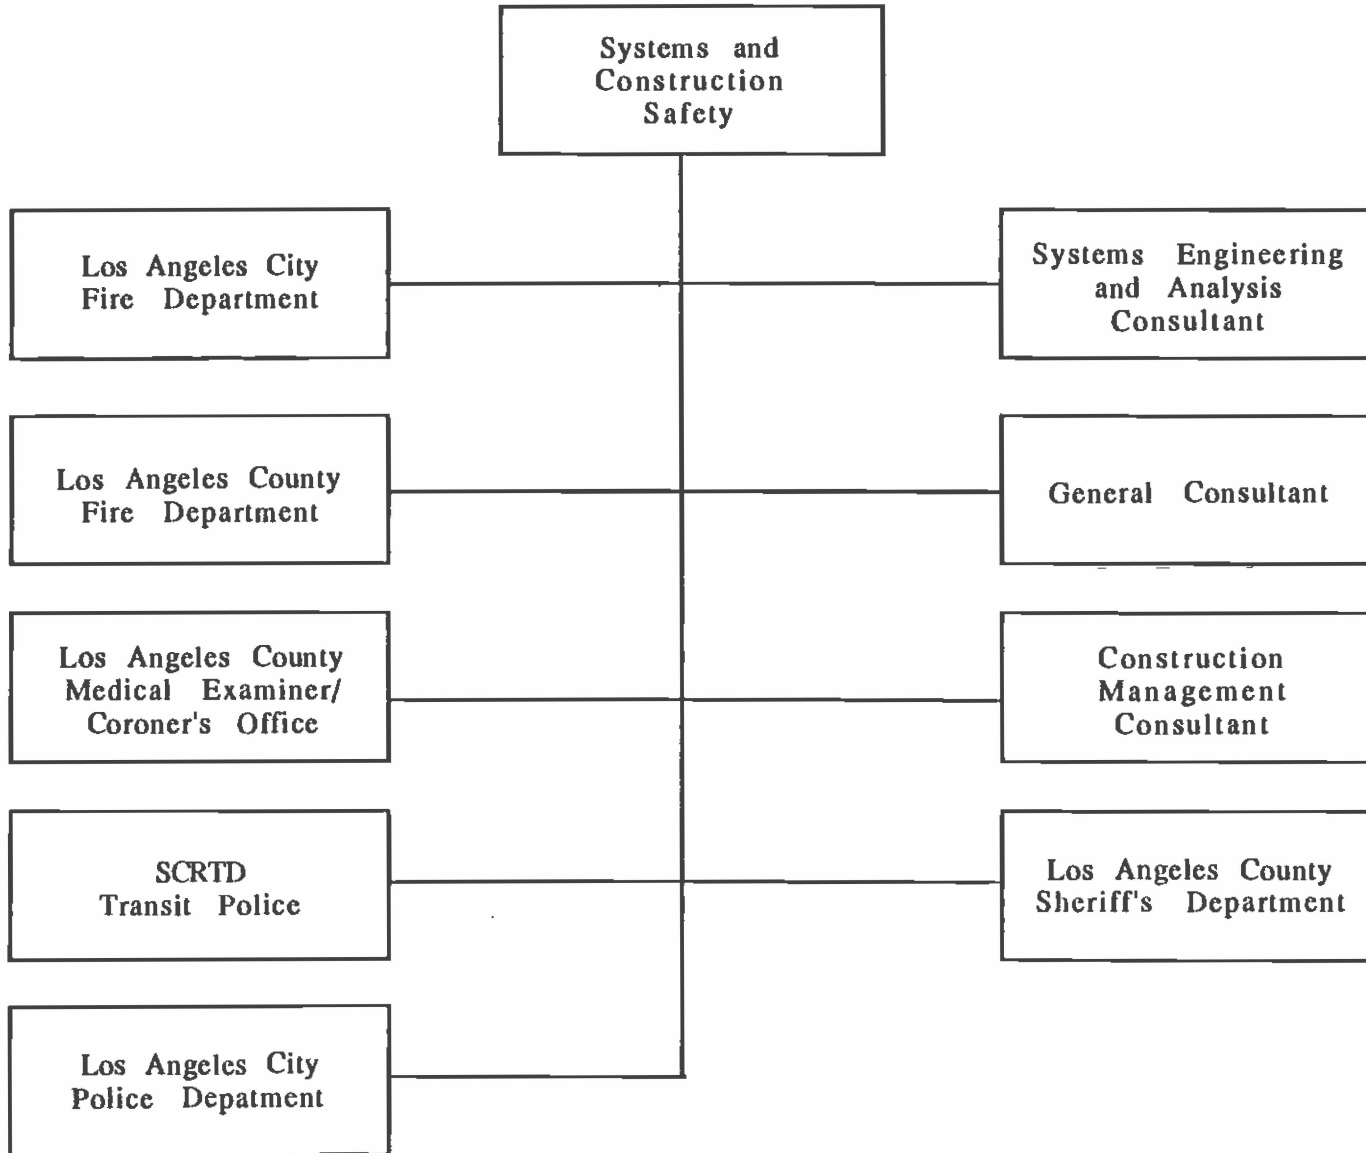 Systems and
Construction
Safety
Los Angeles City
Fire Department
Systems Engineering
and Analysis
Consultant
Los Angeles County
Fire Department
General Consultant
Los Angeles County
Medical Examiner/
Coroner's Office
Construction
Management
Consultant
SCRTD
Transit Police
Los Angeles County
Sheriff's Department
Los Angeles City
Police Depatment